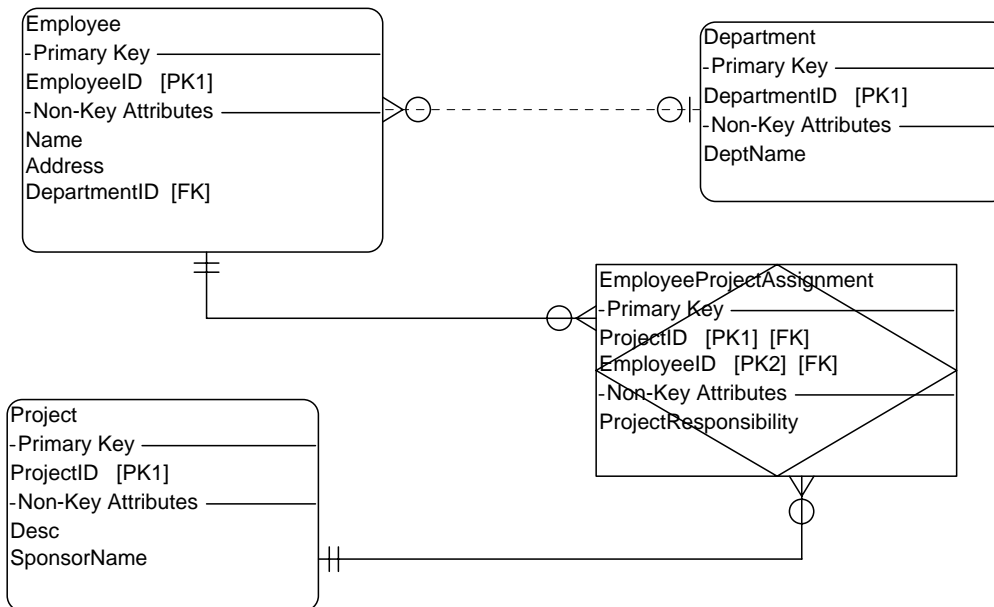 Employee
-Primary Key
EmployeeID [PK1]
-Non-Key Attributes
Name
Address
DepartmentID [FK]
Department
-Primary Key
DepartmentID [PK1]
-Non-Key Attributes
DeptName
EmployeeProjectAssignment
-Primary Key
ProjectID [PK1] [FK]
EmployeeID [PK2] [FK]
-Non-Key Attributes
ProjectResponsibility
Project
-Primary Key
ProjectID [PK1]
-Non-Key Attributes
Desc
SponsorName